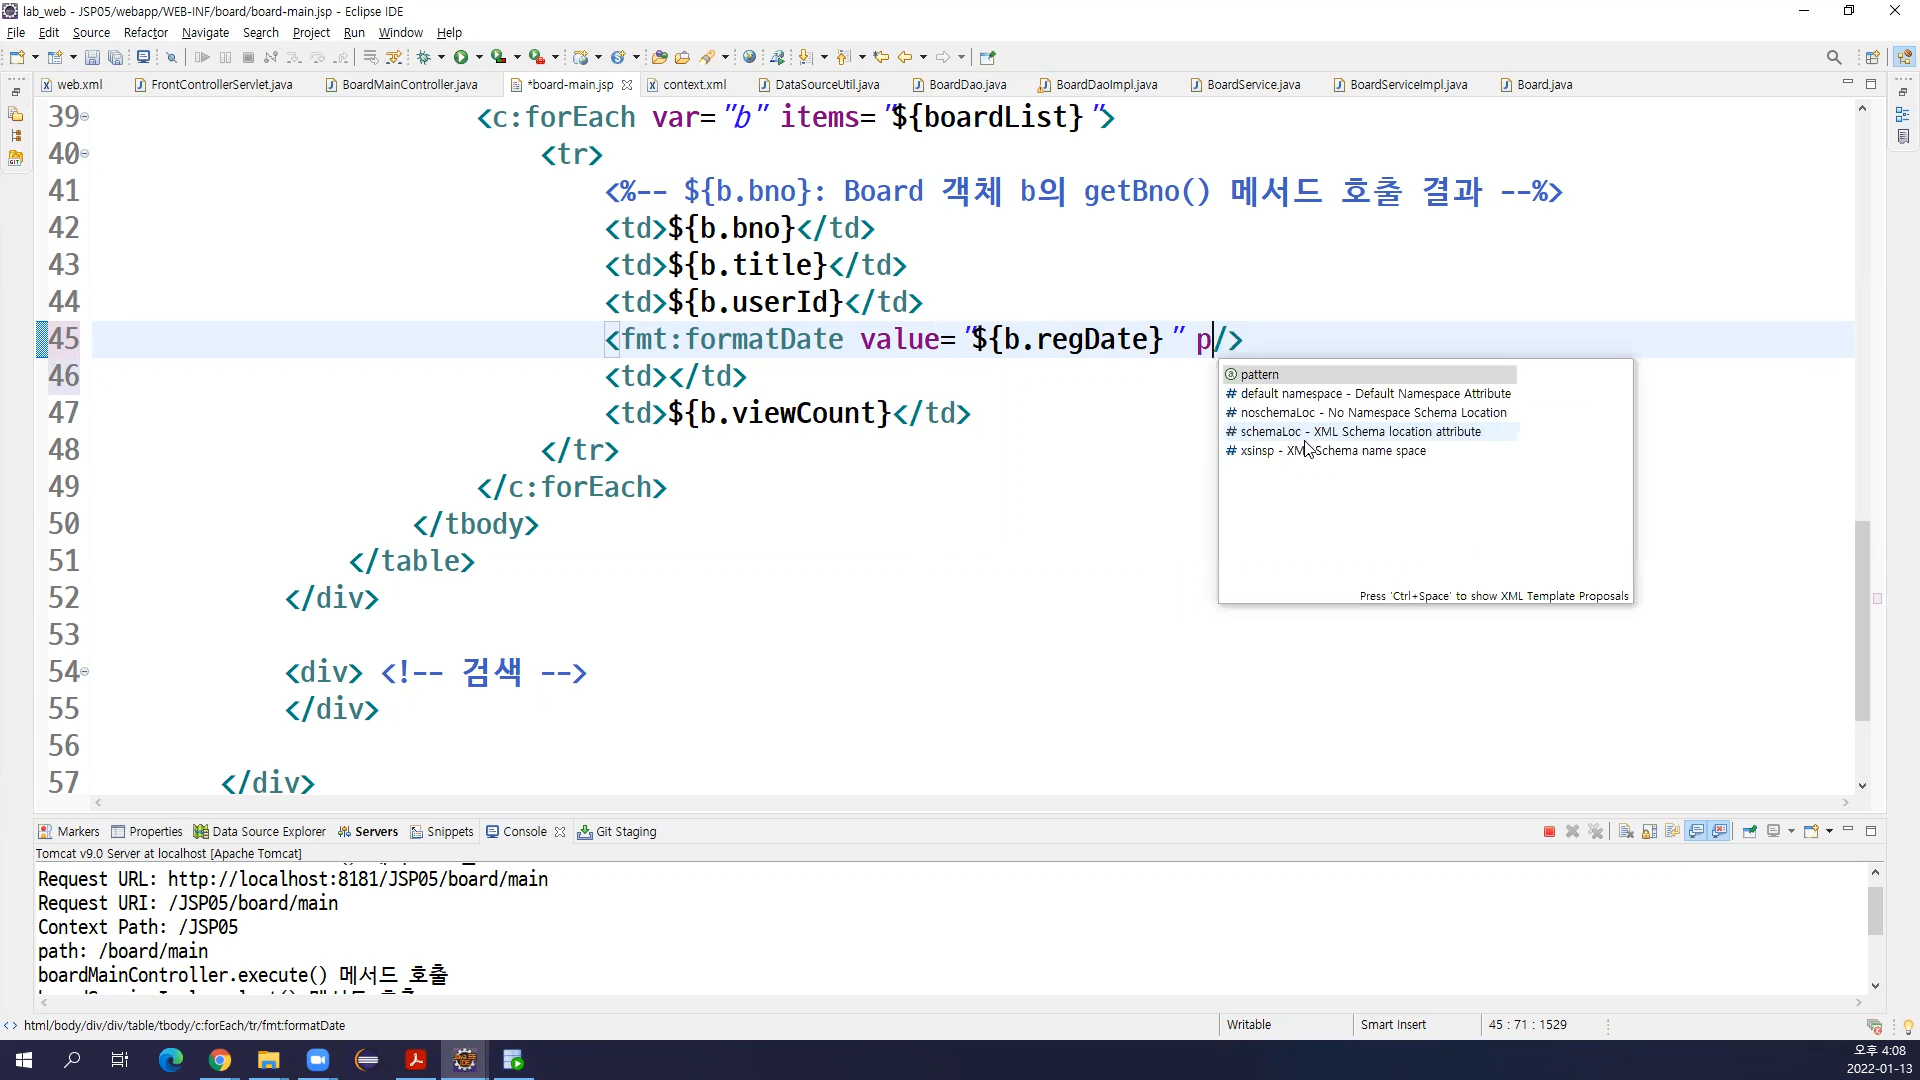 lab_web - JSP05/webapp/WEB-INF/board/board-main.jsp - Eclipse IDE
File Edit Source Refactor Navigate Search Project Run Window Help
web.xml FrontControllerServlet.java BoardMainController.java *board-main.jsp context.xml DataSourceUtil.java BoardDao.java BoardDaoImpl.java BoardService.java BoardServiceImpl.java Board.java
39 <c:forEach var="b" items="${boardList}">
40 <tr>
41 <%-- ${b.bno}: Board 객체 b의 getBno() 메서드 호출 결과 --%>
42 <td>${b.bno}</td>
43 <td>${b.title}</td>
44 <td>${b.userId}</td>
45 <fmt:formatDate value="${b.regDate}" p/>
46 <td></td>
47 <td>${b.viewCount}</td>
48 </tr>
49 </c:forEach>
50 </tbody>
51 </table>
52 </div>
53
54 <div> <!-- 검색 -->
55 </div>
56
57 </div>
pattern
default namespace - Default Namespace Attribute
noschemaLoc - No Namespace Schema Location
schemaLoc - XML Schema location attribute
xsinsp - XML Schema name space
Press 'Ctrl+Space' to show XML Template Proposals
Markers Properties Data Source Explorer Servers Snippets Console Git Staging
Tomcat v9.0 Server at localhost [Apache Tomcat]
Request URL: http://localhost:8181/JSP05/board/main
Request URI: /JSP05/board/main
Context Path: /JSP05
path: /board/main
boardMainController.execute() 메서드 호출
html/body/div/div/table/tbody/c:forEach/tr/fmt:formatDate Writable Smart Insert 45 : 71 : 1529
오후 4:08
2022-01-13